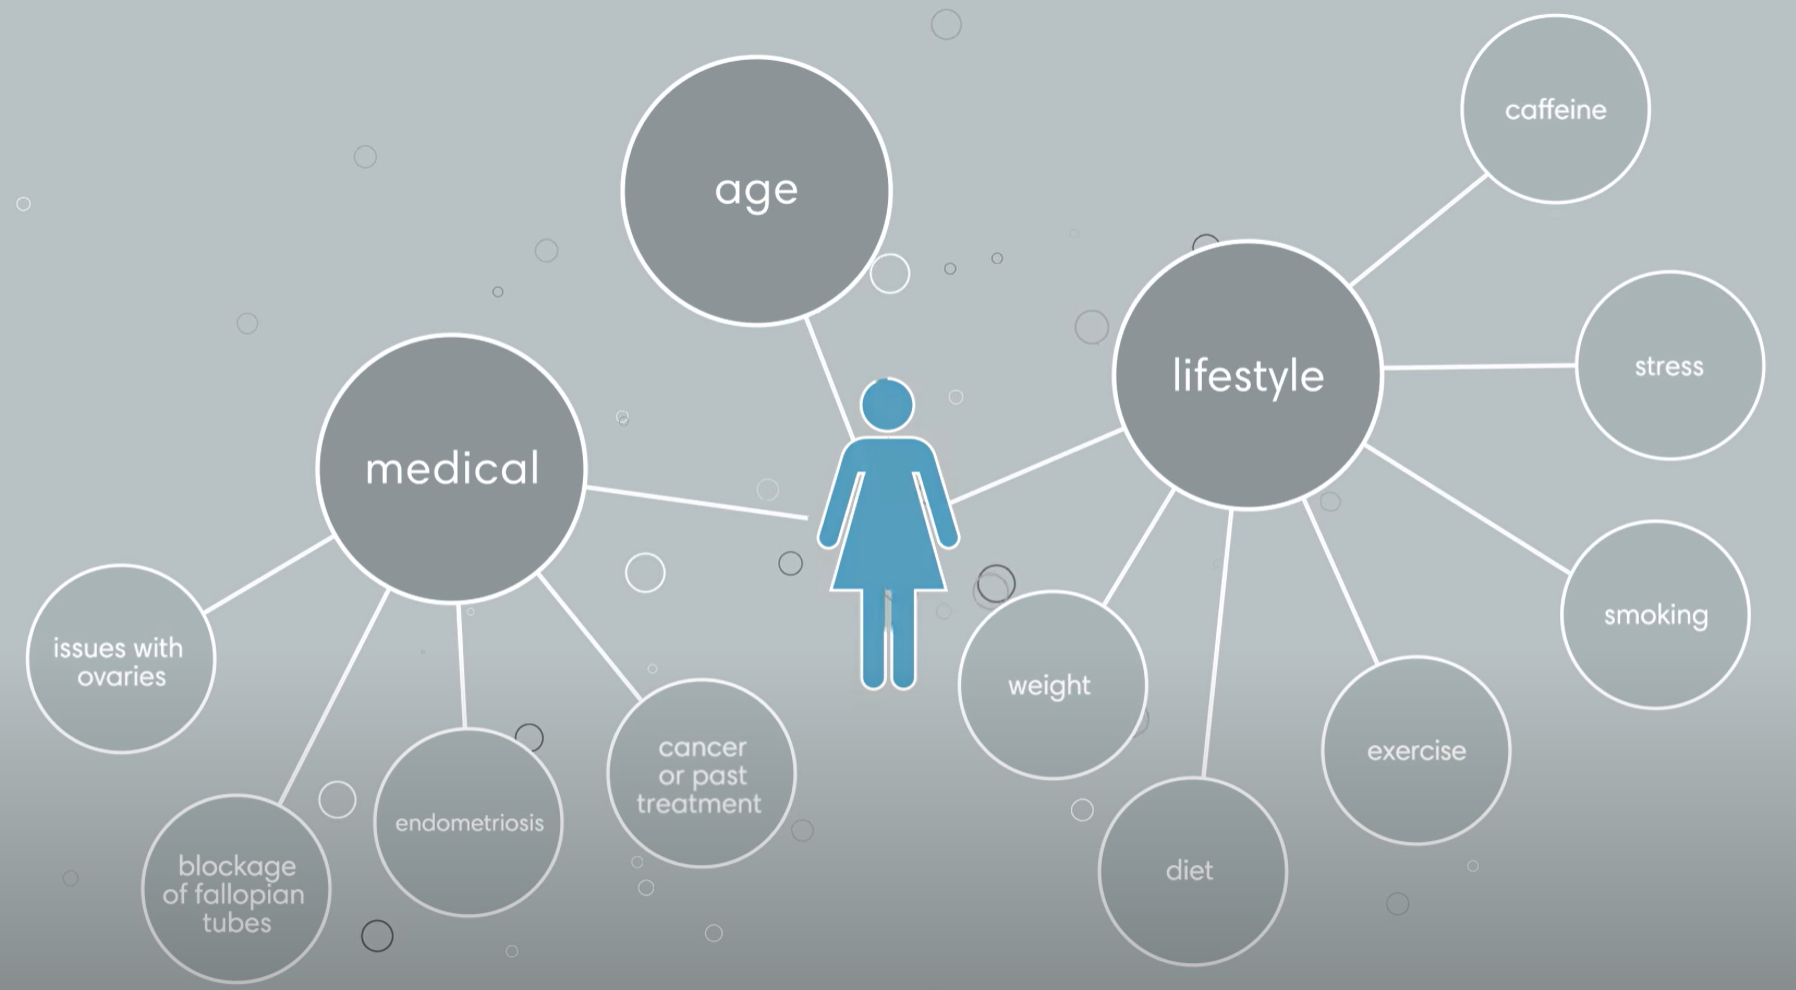 age
medical
issues with
ovaries
blockage
of fallopian
tubes
endometriosis
cancer
or past
treatment
lifestyle
caffeine
stress
smoking
exercise
diet
weight